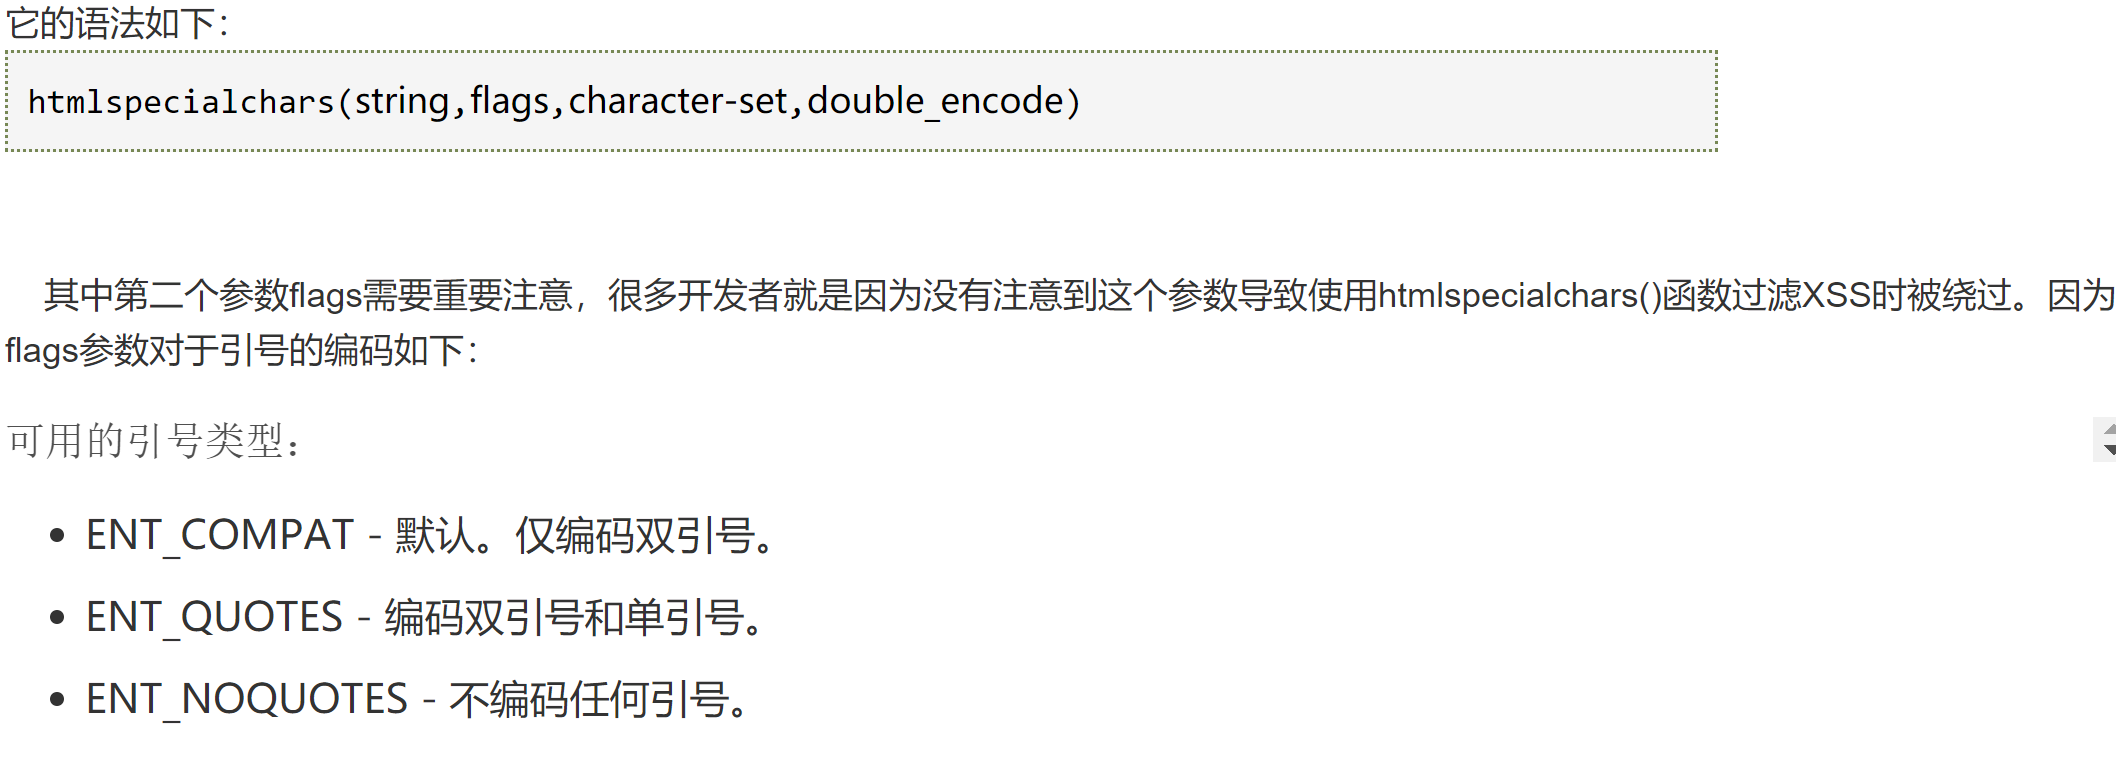 它的语法如下：
htmlspecialchars(string,flags,character-set,double_encode)
其中第二个参数flags需要重要注意，很多开发者就是因为没有注意到这个参数导致使用htmlspecialchars()函数过滤XSS时被绕过。因为
flags参数对于引号的编码如下：
可用的引号类型：
• ENT_COMPAT - 默认。仅编码双引号。
• ENT_QUOTES - 编码双引号和单引号。
• ENT_NOQUOTES - 不编码任何引号。